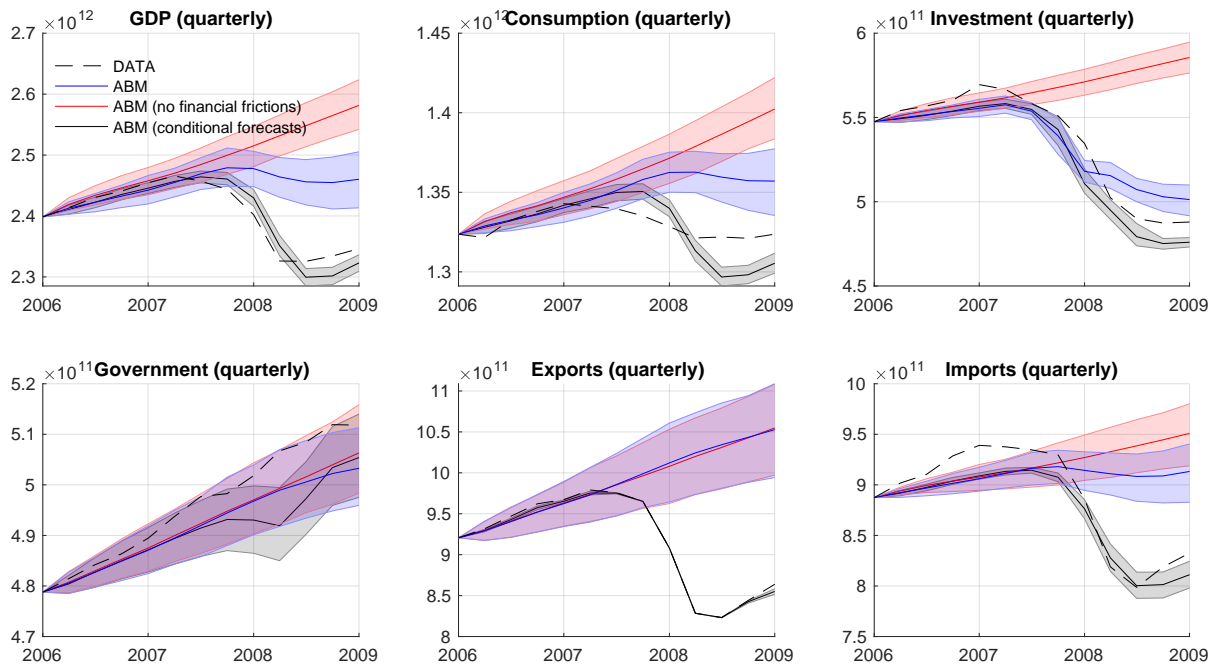 ×10¹² GDP (quarterly)
2.7
2.6
2.5
2.4
2.3
2006 2007 2008 2009
DATA
ABM
ABM (no financial frictions)
ABM (conditional forecasts)
×10¹² Consumption (quarterly)
1.45
1.4
1.35
1.3
2006 2007 2008 2009
×10¹¹ Investment (quarterly)
6
5.5
5
4.5
2006 2007 2008 2009
×10¹¹ Government (quarterly)
5.2
5.1
5
4.9
4.8
4.7
2006 2007 2008 2009
×10¹¹ Exports (quarterly)
11
10.5
10
9.5
9
8.5
8
2006 2007 2008 2009
×10¹¹ Imports (quarterly)
10
9.5
9
8.5
8
7.5
2006 2007 2008 2009